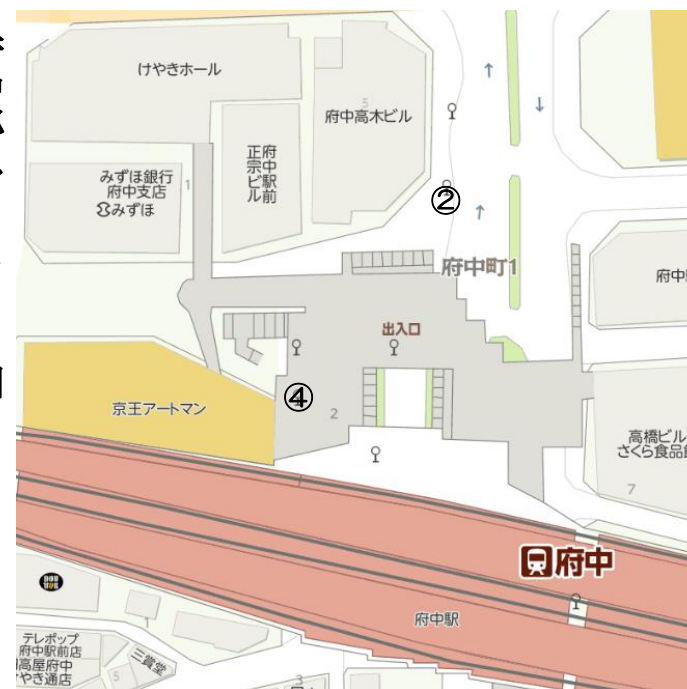 けやきホール
5
府中高木ビル
府中駅前
正宗ビル
みずほ銀行
府中支店
みずほ
1
②
府中町1
府中
出入口
④
2
京王アートマン
高橋ビル
さくら食品館
7
府中
府中駅
テレポップ
府中駅前店
1
三賞堂
5
3
高屋府中
やき通店